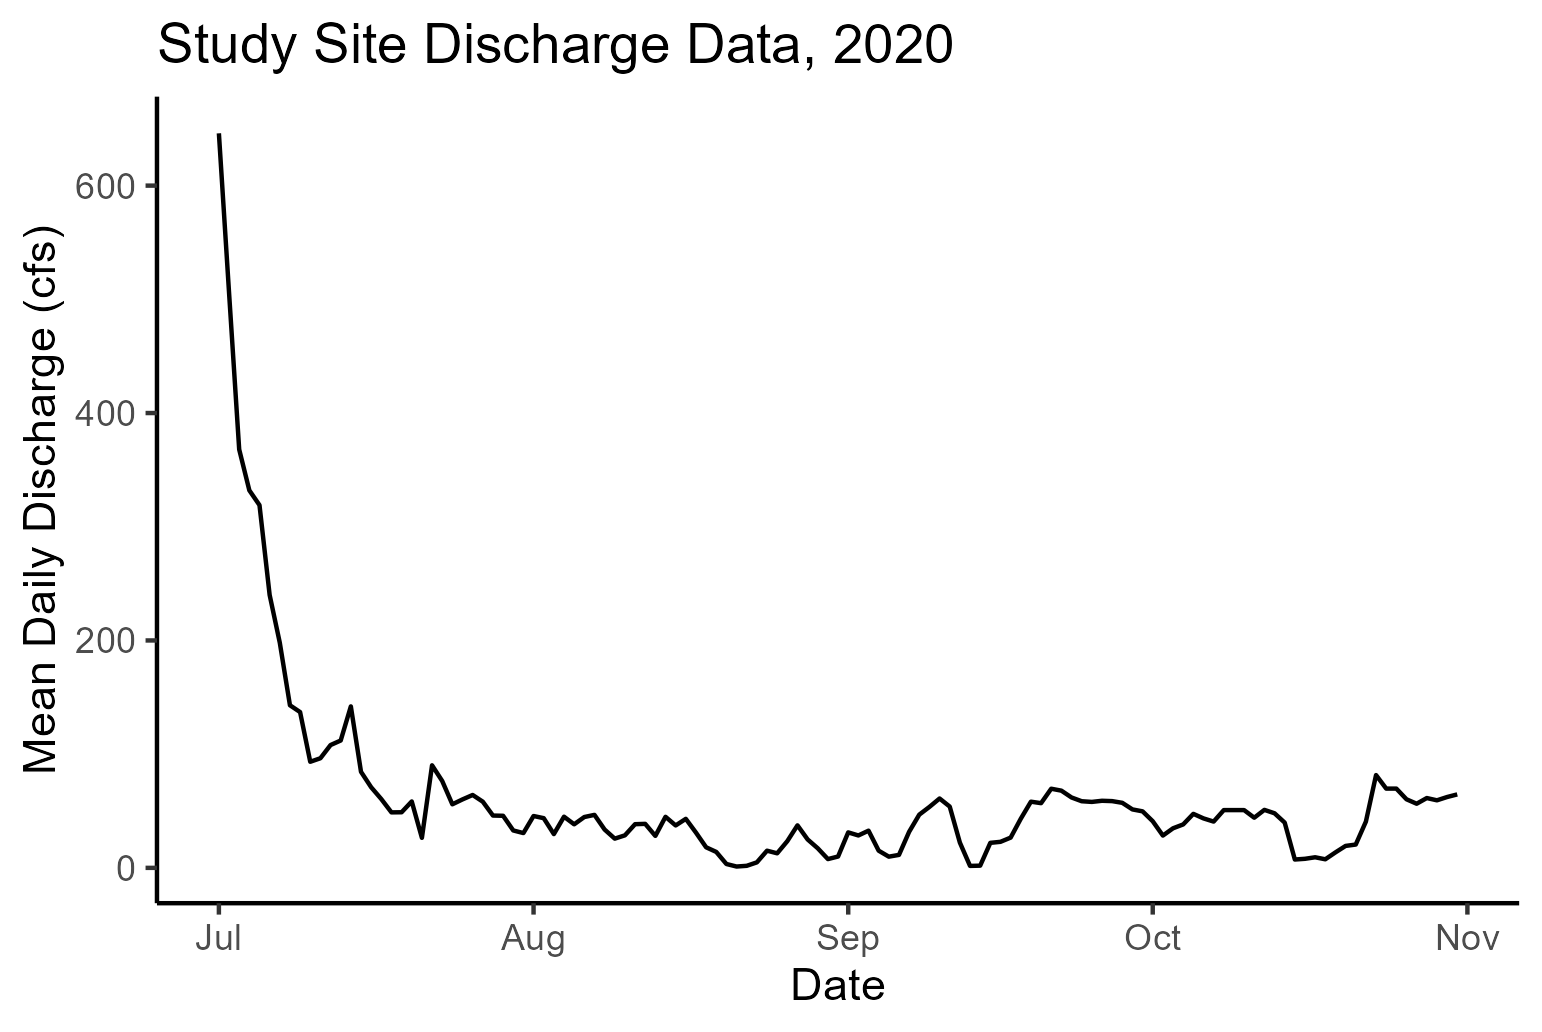 Study Site Discharge Data, 2020
Mean Daily Discharge (cfs)
600
400
200
0
Jul
Aug
Sep
Oct
Nov
Date